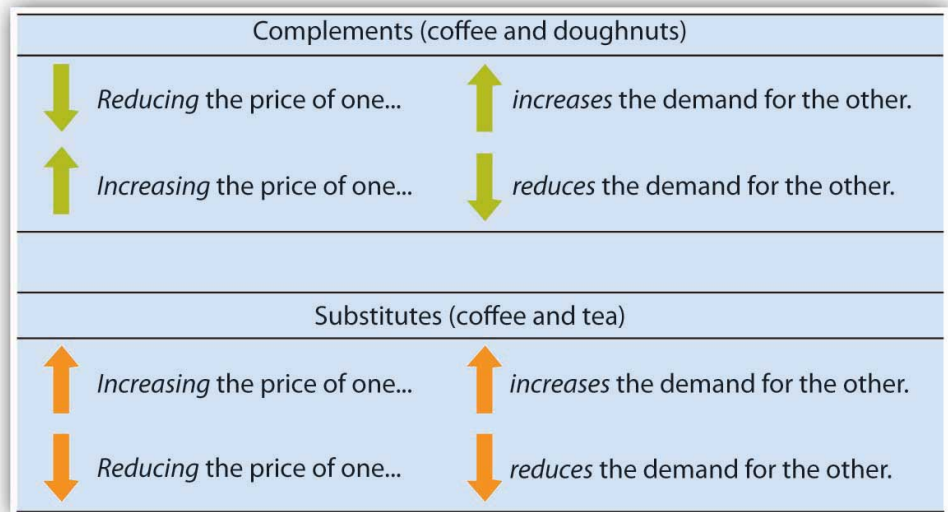 Complements (coffee and doughnuts)
Reducing the price of one... increases the demand for the other.
Increasing the price of one... reduces the demand for the other.
Substitutes (coffee and tea)
Increasing the price of one... increases the demand for the other.
Reducing the price of one... reduces the demand for the other.